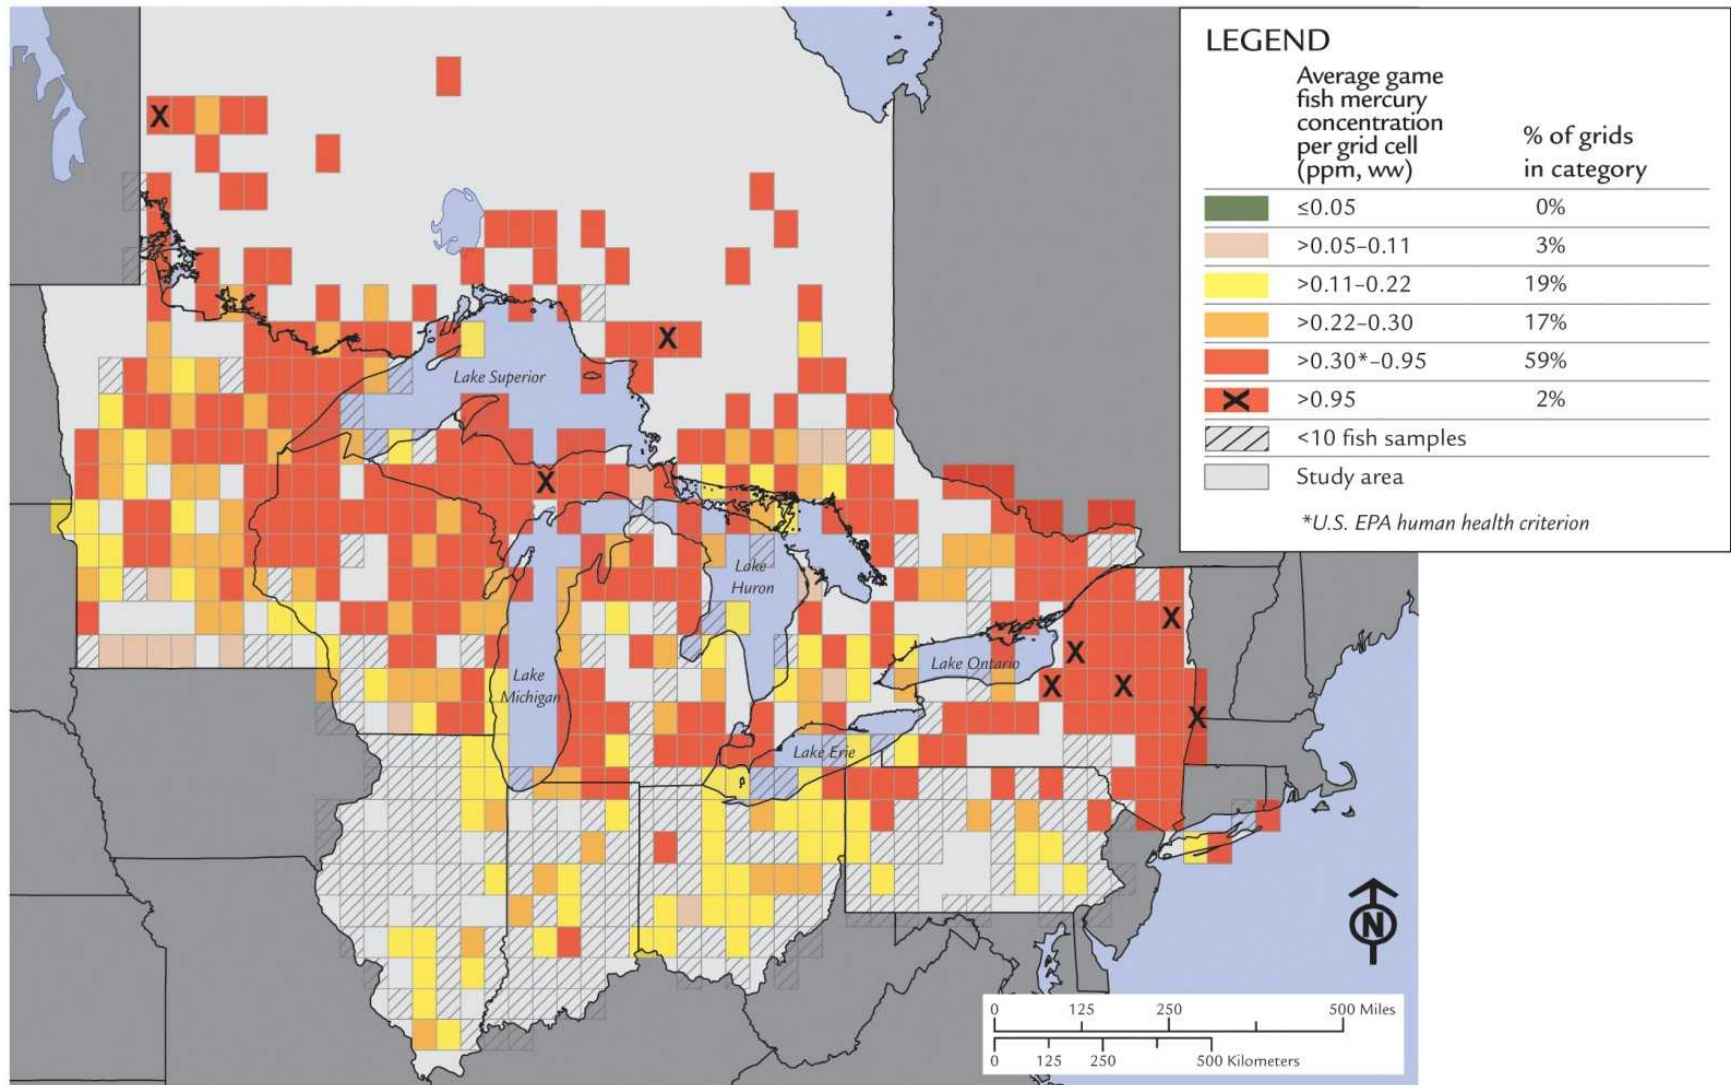 LEGEND
Average game
fish mercury
concentration
per grid cell
(ppm, ww)
% of grids
in category
≤0.05 0%
>0.05–0.11 3%
>0.11–0.22 19%
>0.22–0.30 17%
>0.30*–0.95 59%
X >0.95 2%
<10 fish samples
Study area
*U.S. EPA human health criterion
X
X
Lake Superior
X
Lake
Huron
X
X
Lake Ontario
Lake
Michigan
X
X
X
Lake Erie
N
0 125 250 500 Miles
0 125 250 500 Kilometers